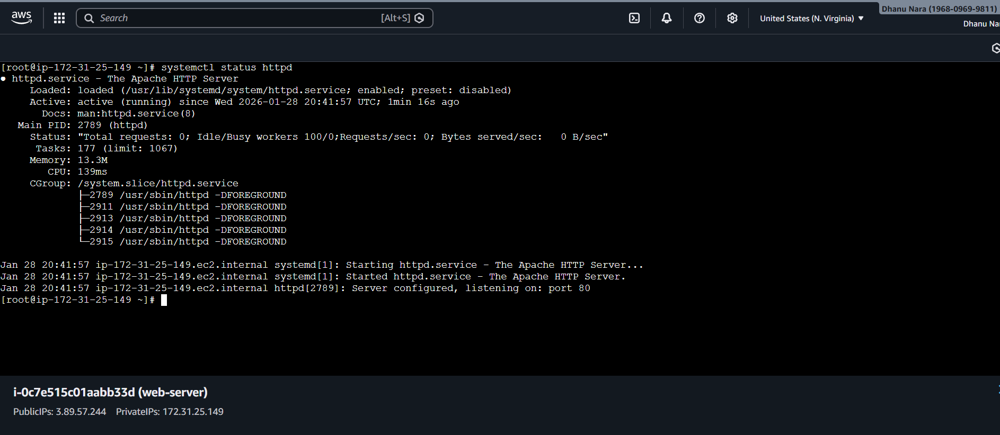 aws
Search [Alt+S]
United States (N. Virginia)
Dhanu Nara (1968-0969-9811)
Dhanu Na
[root@ip-172-31-25-149 ~]# systemctl status httpd
● httpd.service - The Apache HTTP Server
Loaded: loaded (/usr/lib/systemd/system/httpd.service; enabled; preset: disabled)
Active: active (running) since Wed 2026-01-28 20:41:57 UTC; 1min 16s ago
Docs: man:httpd.service(8)
Main PID: 2789 (httpd)
Status: "Total requests: 0; Idle/Busy workers 100/0;Requests/sec: 0; Bytes served/sec:   0 B/sec"
Tasks: 177 (limit: 1067)
Memory: 13.3M
CPU: 139ms
CGroup: /system.slice/httpd.service
├─2789 /usr/sbin/httpd -DFOREGROUND
├─2911 /usr/sbin/httpd -DFOREGROUND
├─2913 /usr/sbin/httpd -DFOREGROUND
├─2914 /usr/sbin/httpd -DFOREGROUND
└─2915 /usr/sbin/httpd -DFOREGROUND
Jan 28 20:41:57 ip-172-31-25-149.ec2.internal systemd[1]: Starting httpd.service - The Apache HTTP Server...
Jan 28 20:41:57 ip-172-31-25-149.ec2.internal systemd[1]: Started httpd.service - The Apache HTTP Server.
Jan 28 20:41:57 ip-172-31-25-149.ec2.internal httpd[2789]: Server configured, listening on: port 80
[root@ip-172-31-25-149 ~]#
i-0c7e515c01aabb33d (web-server)
PublicIPs: 3.89.57.244 PrivateIPs: 172.31.25.149